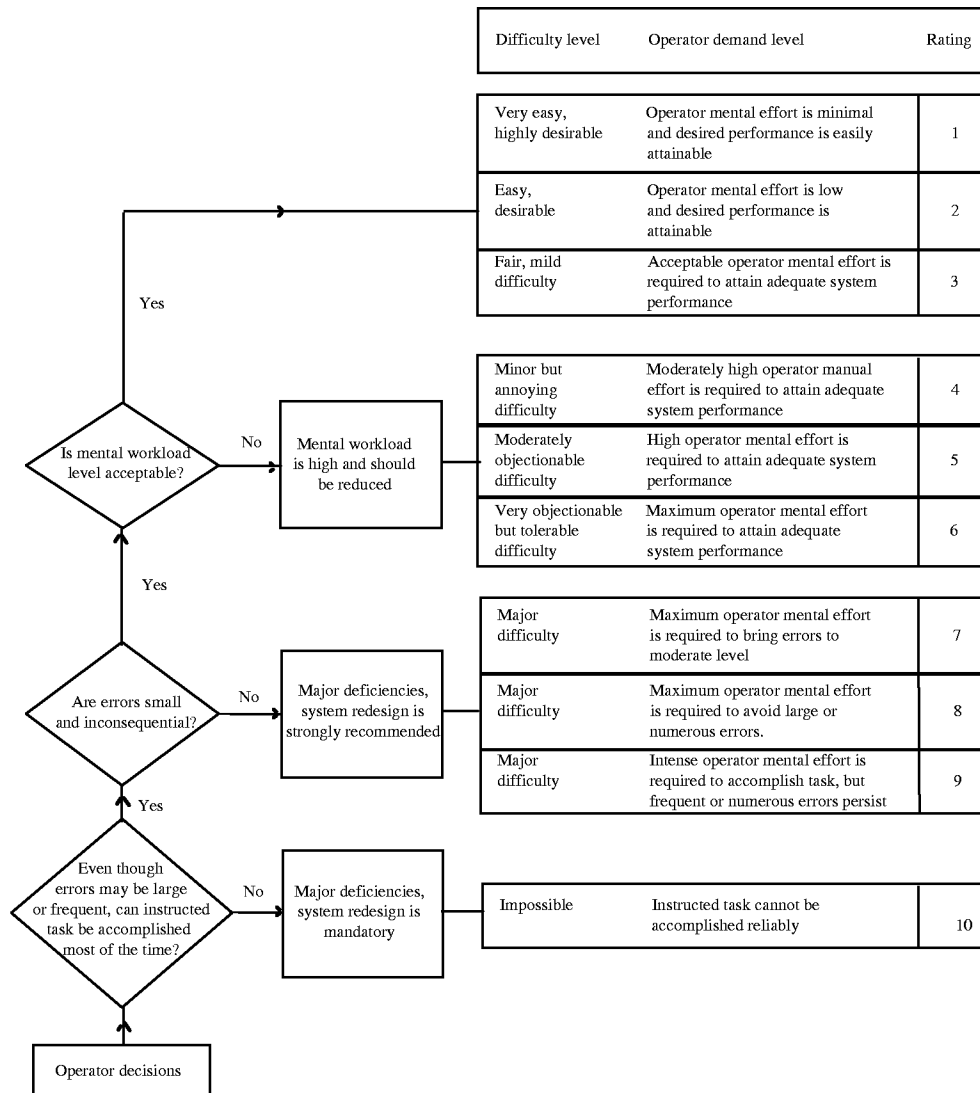 Difficulty level Operator demand level Rating
Very easy, Operator mental effort is minimal
highly desirable and desired performance is easily 1
attainable
Easy, Operator mental effort is low
desirable and desired performance is 2
attainable
Fair, mild Acceptable operator mental effort is
difficulty required to attain adequate system 3
performance
Yes
Minor but Moderately high operator manual
annoying effort is required to attain adequate 4
difficulty system performance
Is mental workload
level acceptable?
No
Mental workload
is high and should
be reduced
Moderately High operator mental effort is
objectionable required to attain adequate system 5
difficulty performance
Very objectionable Maximum operator mental effort
but tolerable is required to attain adequate 6
difficulty system performance
Yes
Major Maximum operator mental effort
difficulty is required to bring errors to 7
moderate level
Are errors small
and inconsequential?
No
Major deficiencies,
system redesign is
strongly recommended
Major Maximum operator mental effort
difficulty is required to avoid large or 8
numerous errors.
Major Intense operator mental effort is
difficulty required to accomplish task, but 9
frequent or numerous errors persist
Yes
Even though
errors may be large
or frequent, can instructed
task be accomplished
most of the time?
No
Major deficiencies,
system redesign is
mandatory
Impossible Instructed task cannot be
accomplished reliably 10
Operator decisions